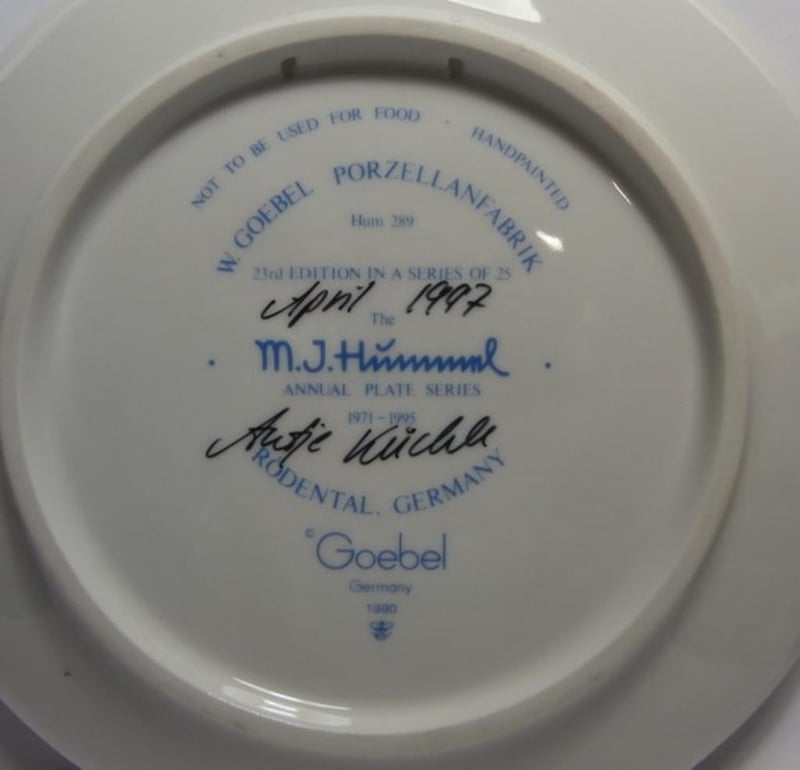 NOT TO BE USED FOR FOOD · HANDPAINTED
W. GOEBEL PORZELLANFABRIK
Hum 289
23rd EDITION IN A SERIES OF 25
April 1997
The
· M.J.Hummel ·
ANNUAL PLATE SERIES
1971-1995
Antje Küchle
RÖDENTAL, GERMANY
© Goebel
Germany
1990